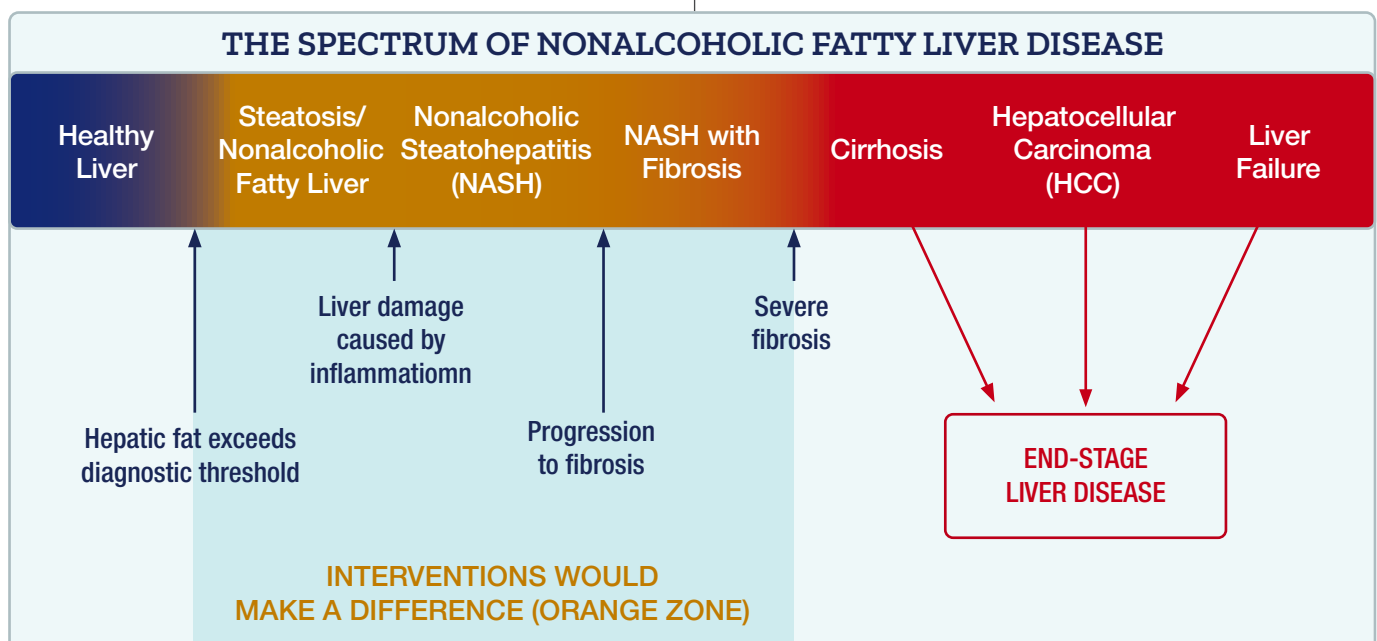 THE SPECTRUM OF NONALCOHOLIC FATTY LIVER DISEASE
Healthy
Liver
Steatosis/
Nonalcoholic
Fatty Liver
Nonalcoholic
Steatohepatitis
(NASH)
NASH with
Fibrosis
Cirrhosis
Hepatocellular
Carcinoma
(HCC)
Liver
Failure
Hepatic fat exceeds
diagnostic threshold
Liver damage
caused by
inflammatiomn
Progression
to fibrosis
Severe
fibrosis
END-STAGE
LIVER DISEASE
INTERVENTIONS WOULD
MAKE A DIFFERENCE (ORANGE ZONE)